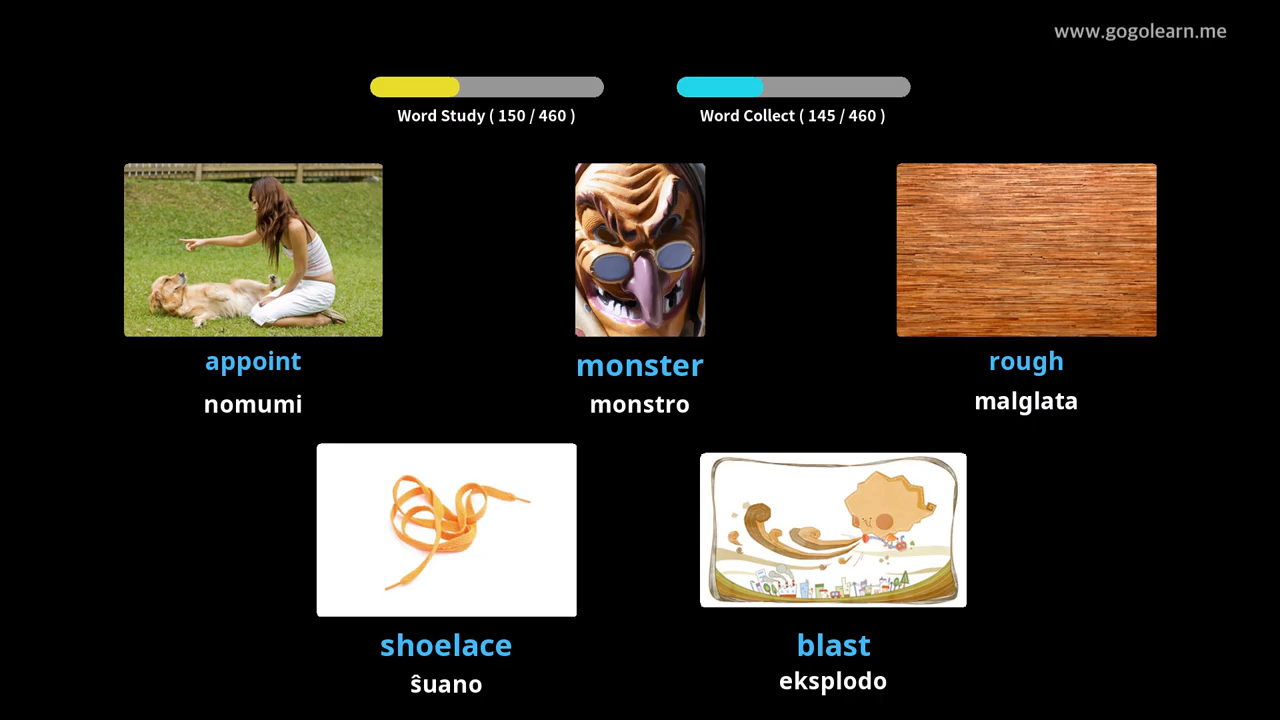 www.gogolearn.me
Word Study ( 150 / 460 )
Word Collect ( 145 / 460 )
appoint
nomumi
monster
monstro
rough
malglata
shoelace
ŝuano
blast
eksplodo